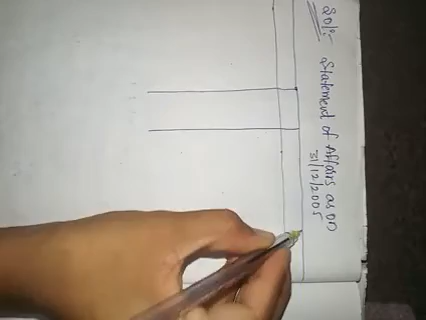 Sol:-
Statement of Affairs as on
31/12/2005